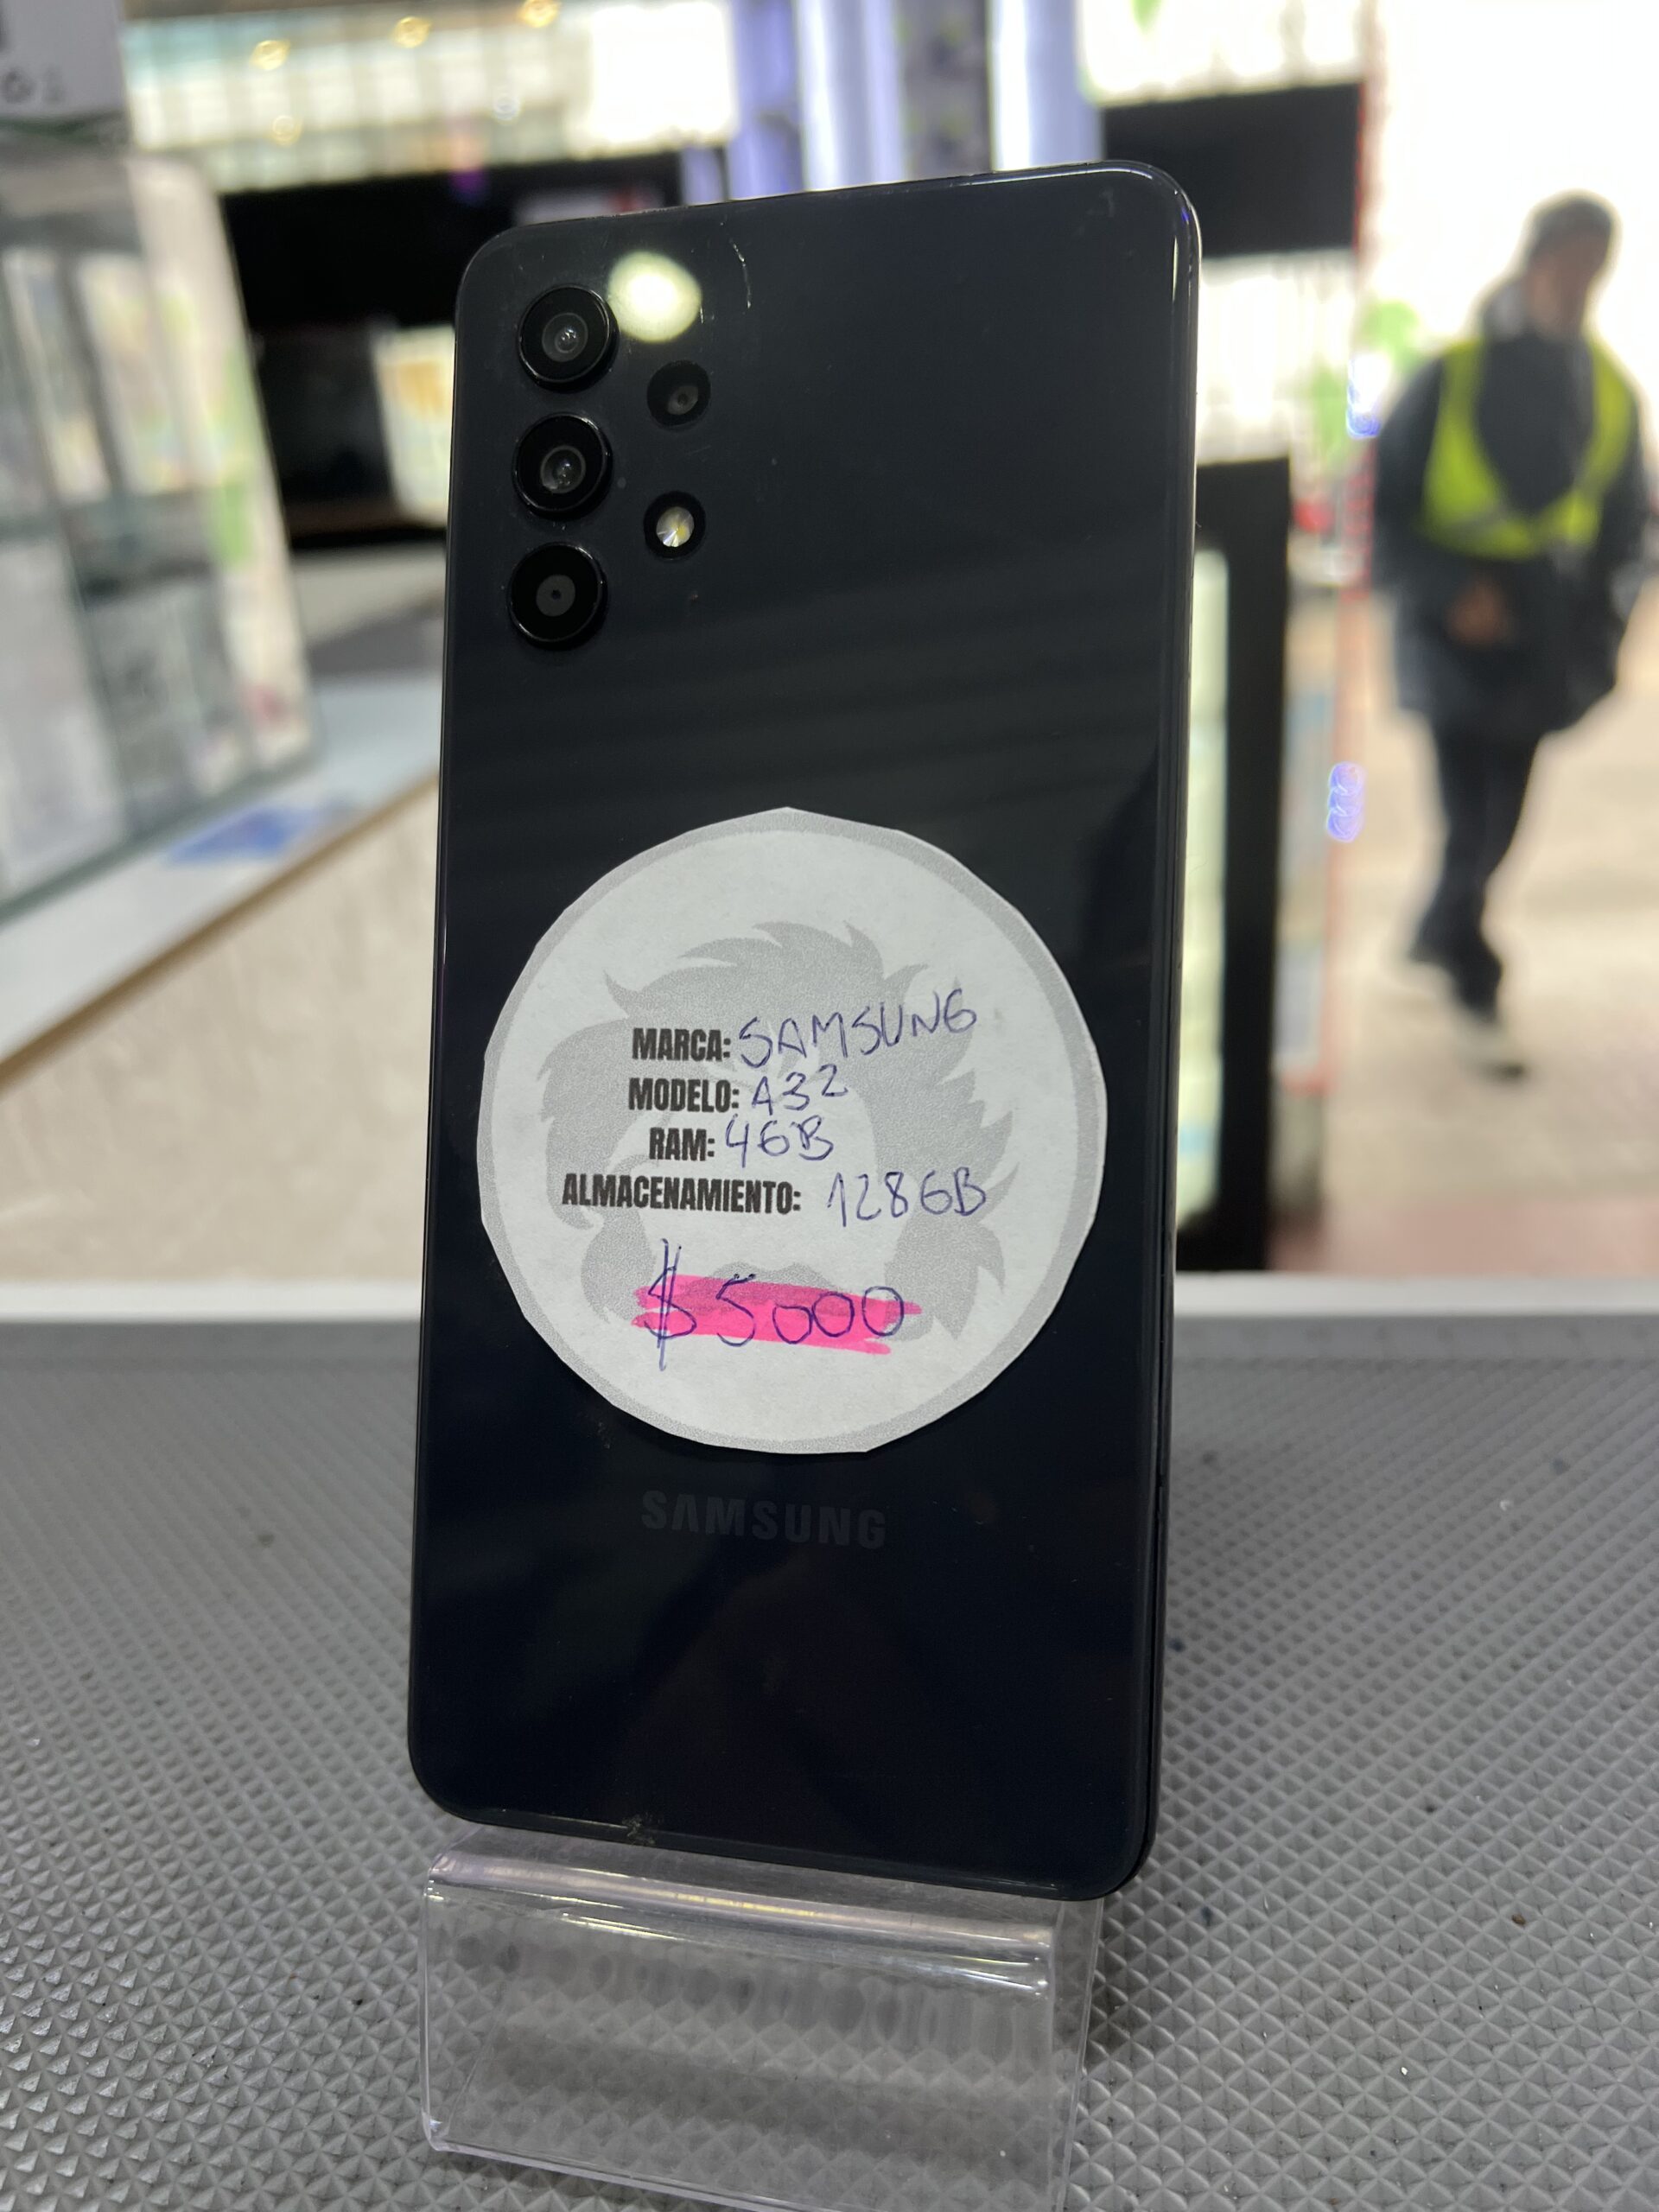 MARCA: SAMSUNG
MODELO: A32
RAM: 4GB
ALMACENAMIENTO: 128GB
$ 5000
SAMSUNG